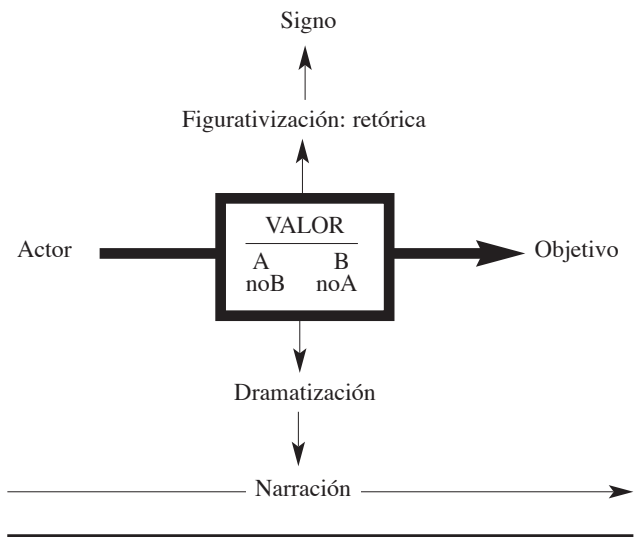 Signo
Figurativización: retórica
VALOR
Actor
Objetivo
A B
noB noA
Dramatización
Narración